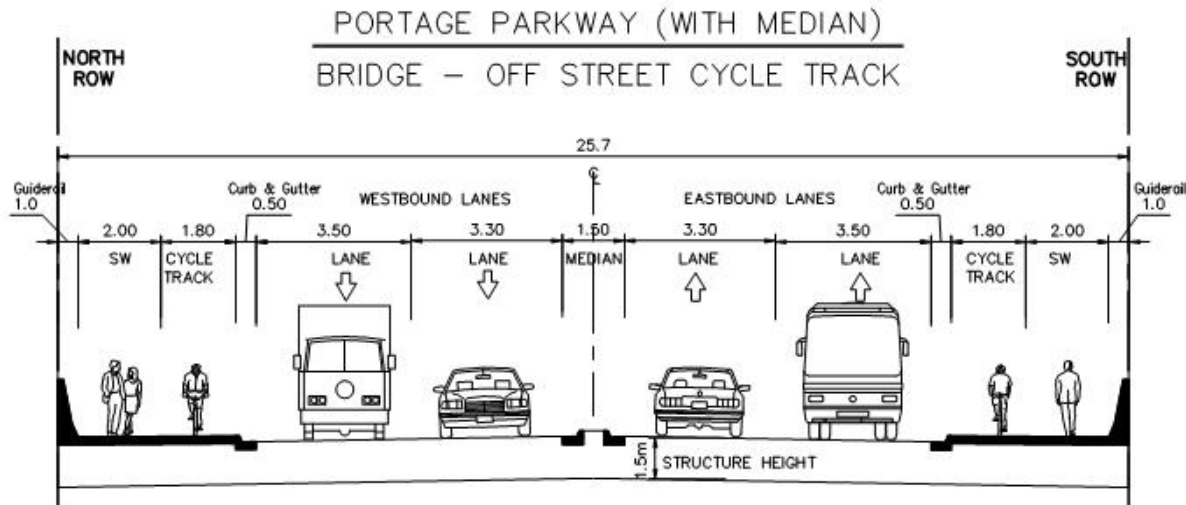 PORTAGE PARKWAY (WITH MEDIAN)
BRIDGE – OFF STREET CYCLE TRACK
NORTH
ROW
SOUTH
ROW
25.7
℄
Guiderail
1.0
Curb & Gutter
0.50
WESTBOUND LANES
EASTBOUND LANES
Curb & Gutter
0.50
Guiderail
1.0
2.00 1.80 3.50 3.30 1.50 3.30 3.50 1.80 2.00
SW CYCLE TRACK LANE LANE MEDIAN LANE LANE CYCLE TRACK SW
1.5m
STRUCTURE HEIGHT